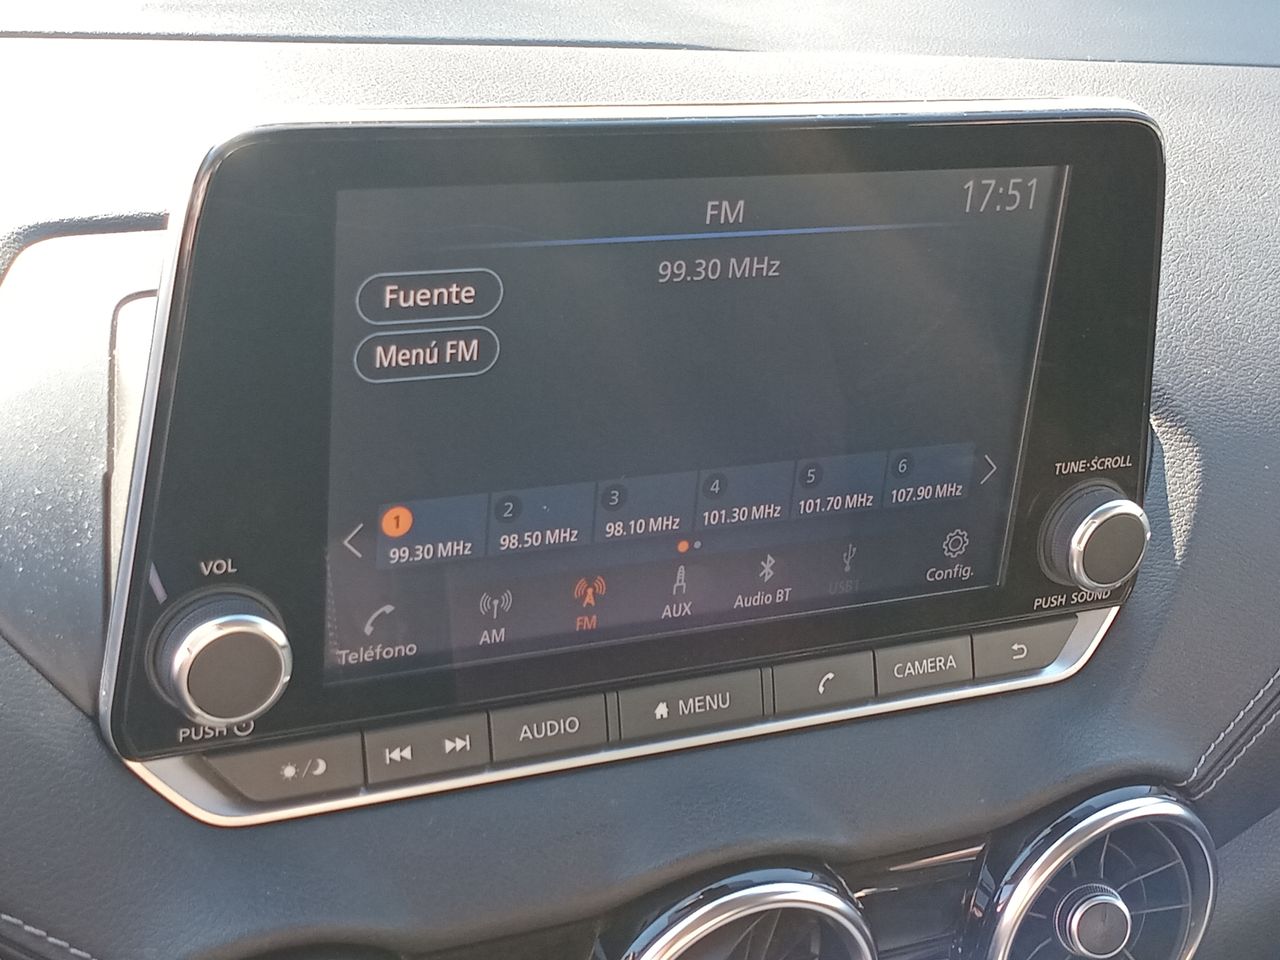 FM
17:51
99.30 MHz
Fuente
Menú FM
1
99.30 MHz
2
98.50 MHz
3
98.10 MHz
4
101.30 MHz
5
101.70 MHz
6
107.90 MHz
Teléfono
AM
FM
AUX
Audio BT
USB1
Config.
VOL
PUSH
TUNE·SCROLL
PUSH SOUND
AUDIO
MENU
CAMERA